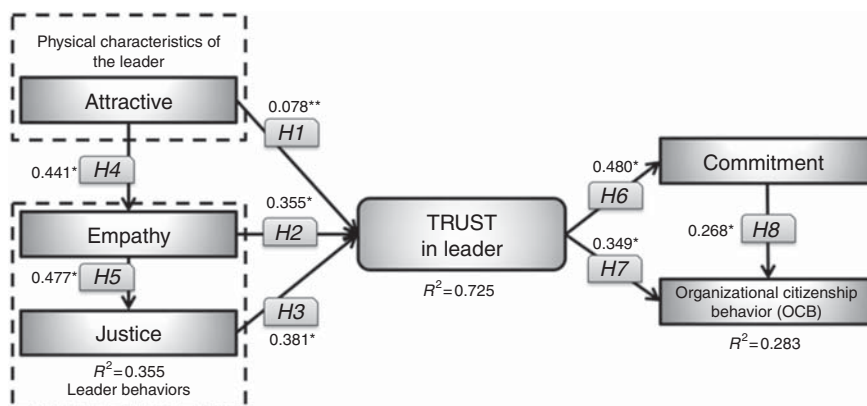 Physical characteristics of
the leader
Attractive
0.078**
H1
0.441*
H4
Empathy
0.355*
H2
0.477*
H5
Justice
H3
0.381*
R²=0.355
Leader behaviors
TRUST
in leader
R²=0.725
0.480*
H6
Commitment
0.349*
H7
0.268*
H8
Organizational citizenship
behavior (OCB)
R²=0.283